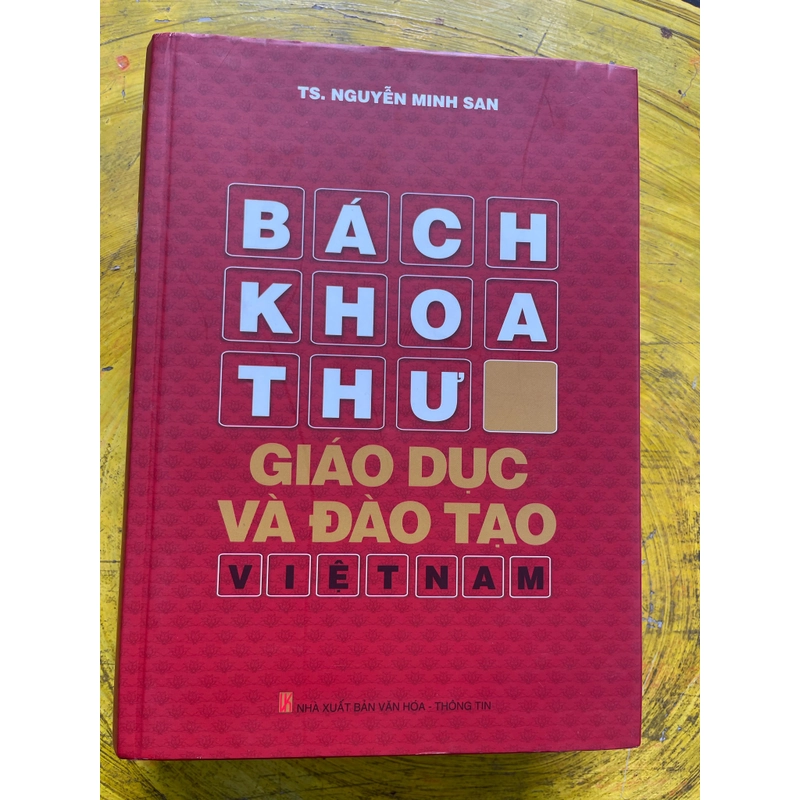 TS. NGUYỄN MINH SAN
BÁCH
KHOA
THƯ
GIÁO DỤC
VÀ ĐÀO TẠO
VIỆT NAM
NHÀ XUẤT BẢN VĂN HÓA - THÔNG TIN